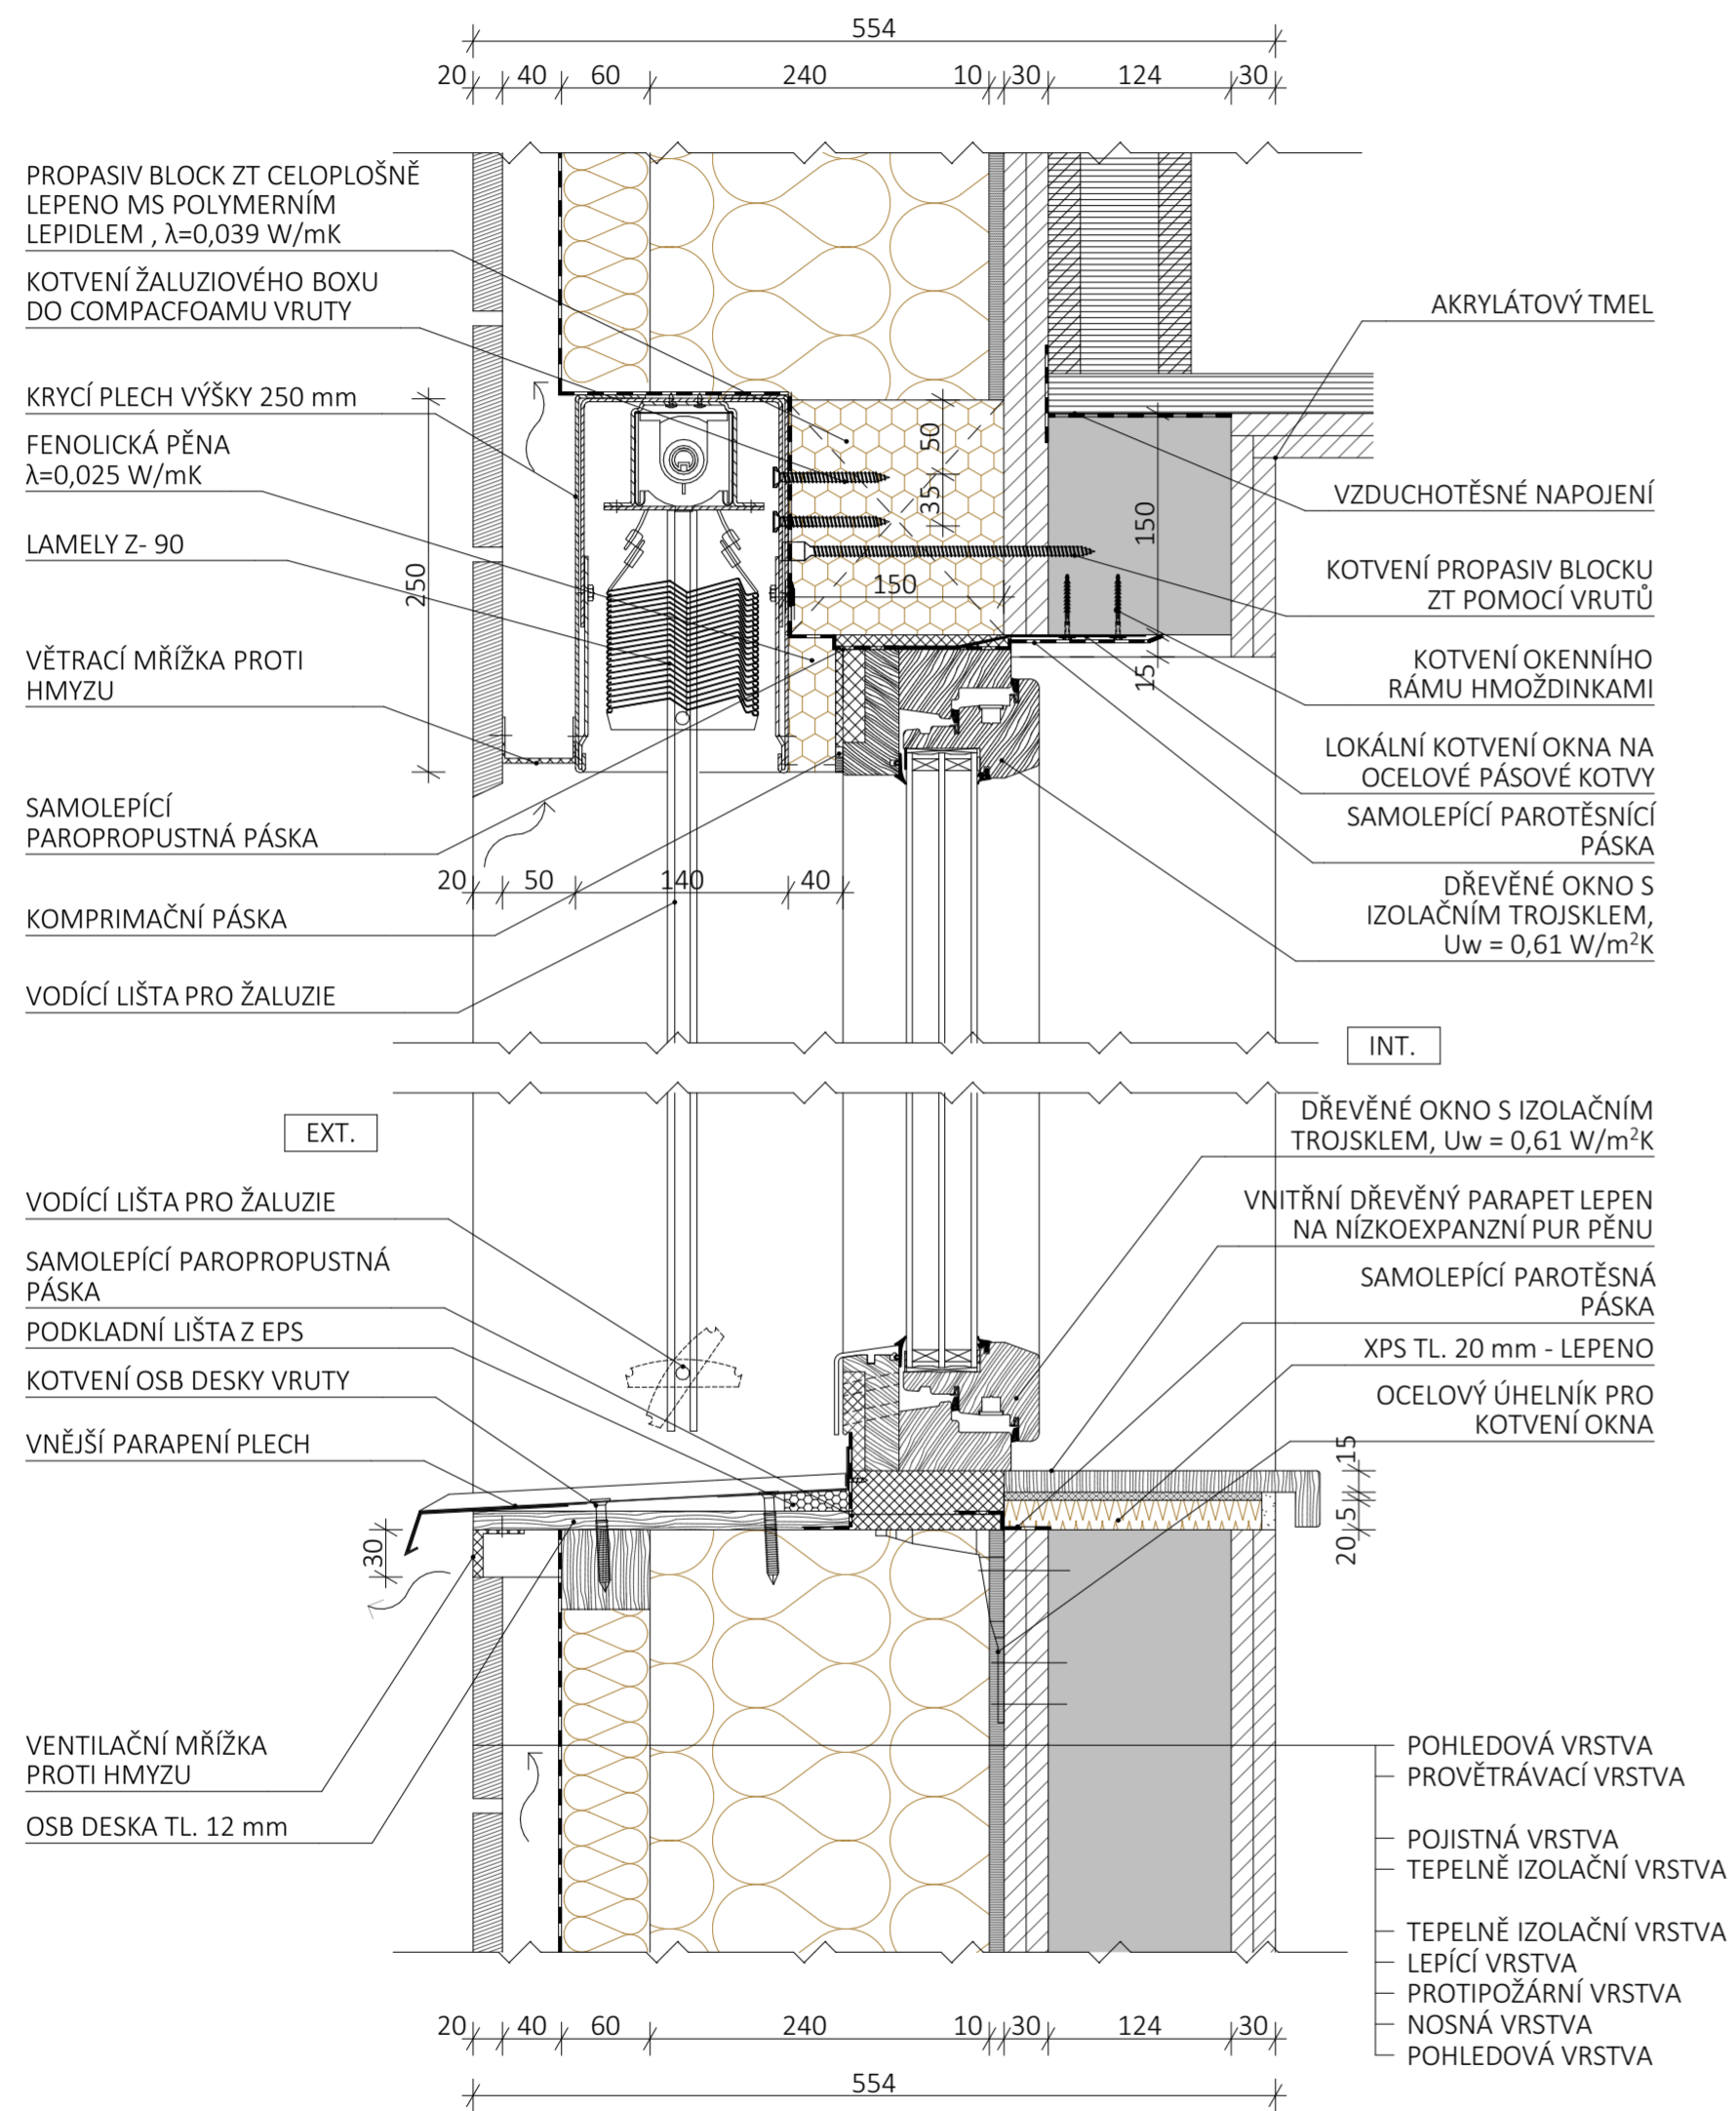 554
20 40 60 240 10 30 124 30
PROPASIV BLOCK ZT CELOPLOŠNĚ
LEPENO MS POLYMERNÍM
LEPIDLEM , λ=0,039 W/mK
KOTVENÍ ŽALUZIOVÉHO BOXU
DO COMPACFOAMU VRUTY
KRYCÍ PLECH VÝŠKY 250 mm
FENOLICKÁ PĚNA
λ=0,025 W/mK
LAMELY Z- 90
VĚTRACÍ MŘÍŽKA PROTI
HMYZU
SAMOLEPÍCÍ
PAROPROPUSTNÁ PÁSKA
KOMPRIMAČNÍ PÁSKA
VODÍCÍ LIŠTA PRO ŽALUZIE
250
50
35
150
150
15
20 50 140 40
AKRYLÁTOVÝ TMEL
VZDUCHOTĚSNÉ NAPOJENÍ
KOTVENÍ PROPASIV BLOCKU
ZT POMOCÍ VRUTŮ
KOTVENÍ OKENNÍHO
RÁMU HMOŽDINKAMI
LOKÁLNÍ KOTVENÍ OKNA NA
OCELOVÉ PÁSOVÉ KOTVY
SAMOLEPÍCÍ PAROTĚSNÍCÍ
PÁSKA
DŘEVĚNÉ OKNO S
IZOLAČNÍM TROJSKLEM,
Uw = 0,61 W/m²K
INT.
EXT.
VODÍCÍ LIŠTA PRO ŽALUZIE
SAMOLEPÍCÍ PAROPROPUSTNÁ
PÁSKA
PODKLADNÍ LIŠTA Z EPS
KOTVENÍ OSB DESKY VRUTY
VNĚJŠÍ PARAPENÍ PLECH
30
VENTILAČNÍ MŘÍŽKA
PROTI HMYZU
OSB DESKA TL. 12 mm
DŘEVĚNÉ OKNO S IZOLAČNÍM
TROJSKLEM, Uw = 0,61 W/m²K
VNITŘNÍ DŘEVĚNÝ PARAPET LEPEN
NA NÍZKOEXPANZNÍ PUR PĚNU
SAMOLEPÍCÍ PAROTĚSNÁ
PÁSKA
XPS TL. 20 mm - LEPENO
OCELOVÝ ÚHELNÍK PRO
KOTVENÍ OKNA
20 5 15
POHLEDOVÁ VRSTVA
PROVĚTRÁVACÍ VRSTVA
POJISTNÁ VRSTVA
TEPELNĚ IZOLAČNÍ VRSTVA
TEPELNĚ IZOLAČNÍ VRSTVA
LEPÍCÍ VRSTVA
PROTIPOŽÁRNÍ VRSTVA
NOSNÁ VRSTVA
POHLEDOVÁ VRSTVA
20 40 60 240 10 30 124 30
554